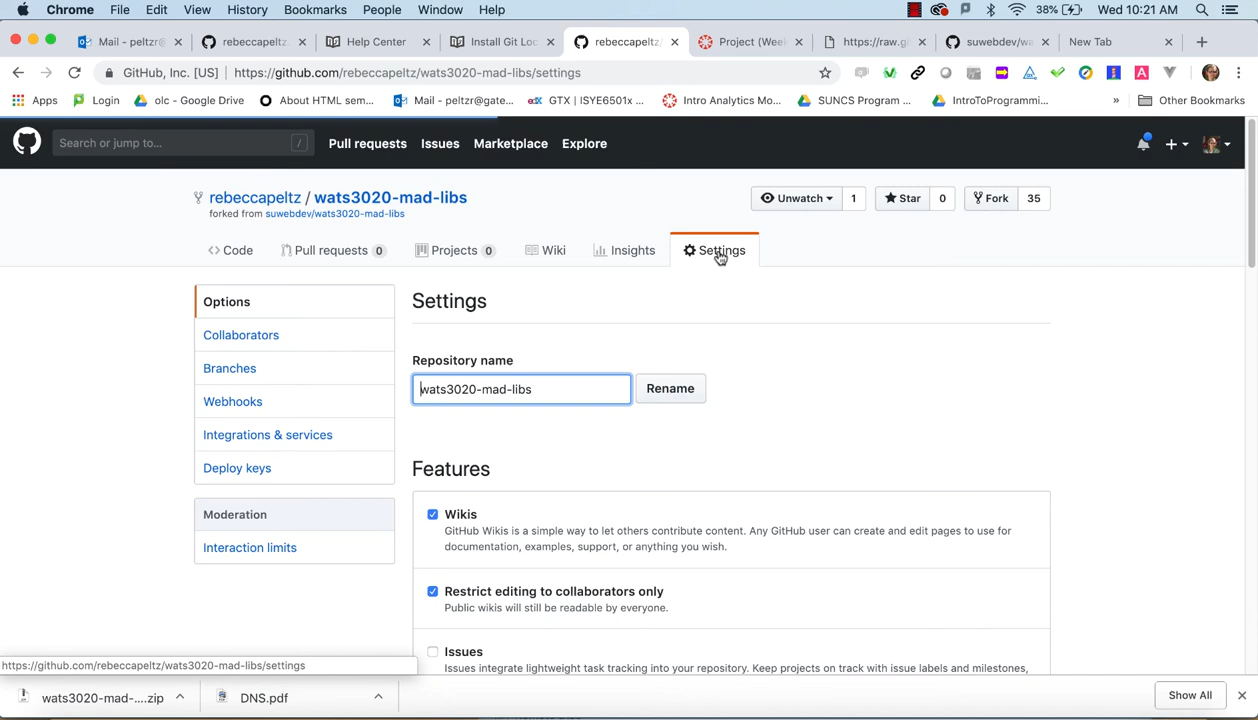 Chrome File Edit View History Bookmarks People Window Help 38% Wed 10:21 AM
Mail - peltzr@ rebeccapeltz. Help Center Install Git Loc rebeccapeltz/ Project (Wee https://raw.gi suwebdev/wa New Tab
GitHub, Inc. [US] https://github.com/rebeccapeltz/wats3020-mad-libs/settings
Apps Login olc - Google Drive About HTML sem... Mail - peltzr@gate... GTX | ISYE6501x ... Intro Analytics Mo... SUNCS Program ... IntroToProgrammi... » Other Bookmarks
Search or jump to... / Pull requests Issues Marketplace Explore
rebeccapeltz / wats3020-mad-libs Unwatch 1 Star 0 Fork 35
forked from suwebdev/wats3020-mad-libs
Code Pull requests 0 Projects 0 Wiki Insights Settings
Options
Collaborators
Branches
Webhooks
Integrations & services
Deploy keys
Moderation
Interaction limits
Settings
Repository name
wats3020-mad-libs Rename
Features
Wikis
GitHub Wikis is a simple way to let others contribute content. Any GitHub user can create and edit pages to use for
documentation, examples, support, or anything you wish.
Restrict editing to collaborators only
Public wikis will still be readable by everyone.
Issues
Issues integrate lightweight task tracking into your repository. Keep projects on track with issue labels and milestones,
https://github.com/rebeccapeltz/wats3020-mad-libs/settings
wats3020-mad-....zip DNS.pdf Show All